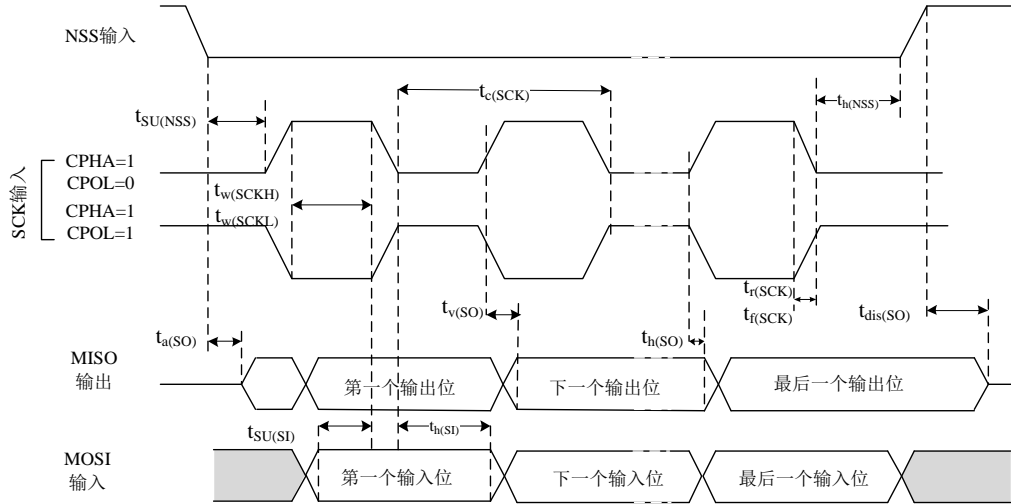 NSS输入
tc(SCK)
th(NSS)
tSU(NSS)
SCK输入
CPHA=1
CPOL=0
CPHA=1
CPOL=1
tw(SCKH)
tw(SCKL)
tv(SO)
th(SO)
tr(SCK)
tf(SCK)
tdis(SO)
ta(SO)
MISO
输出
第一个输出位
下一个输出位
最后一个输出位
tSU(SI)
th(SI)
MOSI
输入
第一个输入位
下一个输入位
最后一个输入位